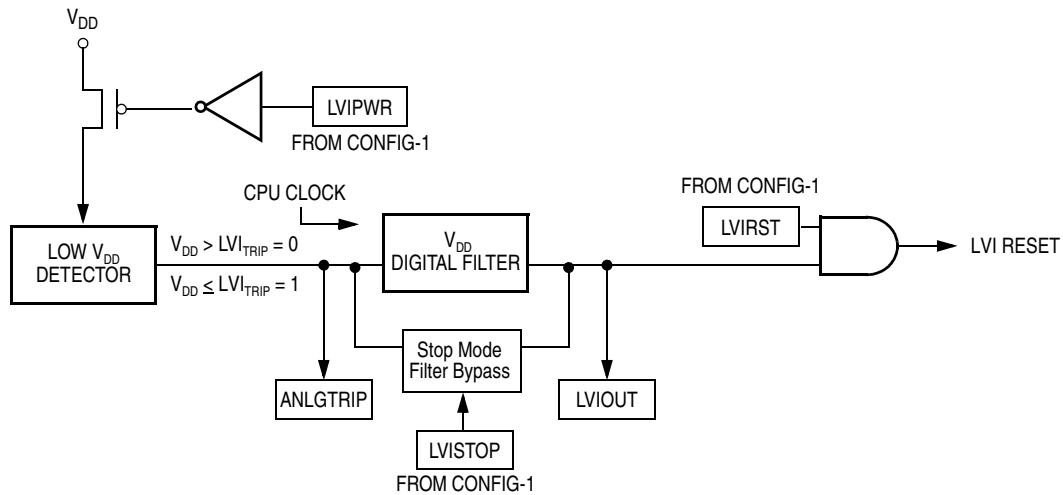 VDD
LVIPWR
FROM CONFIG-1
CPU CLOCK
FROM CONFIG-1
LVIRST
LOW VDD
DETECTOR
VDD > LVITRIP = 0
VDD ≤ LVITRIP = 1
VDD
DIGITAL FILTER
LVI RESET
Stop Mode
Filter Bypass
ANLGTRIP
LVIOUT
LVISTOP
FROM CONFIG-1